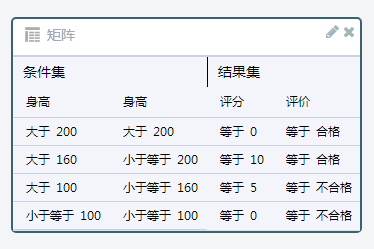 矩阵
条件集 结果集
身高 身高 评分 评价
大于 200 大于 200 等于 0 等于 合格
大于 160 小于等于 200 等于 10 等于 合格
大于 100 小于等于 160 等于 5 等于 不合格
小于等于 100 小于等于 100 等于 0 等于 不合格